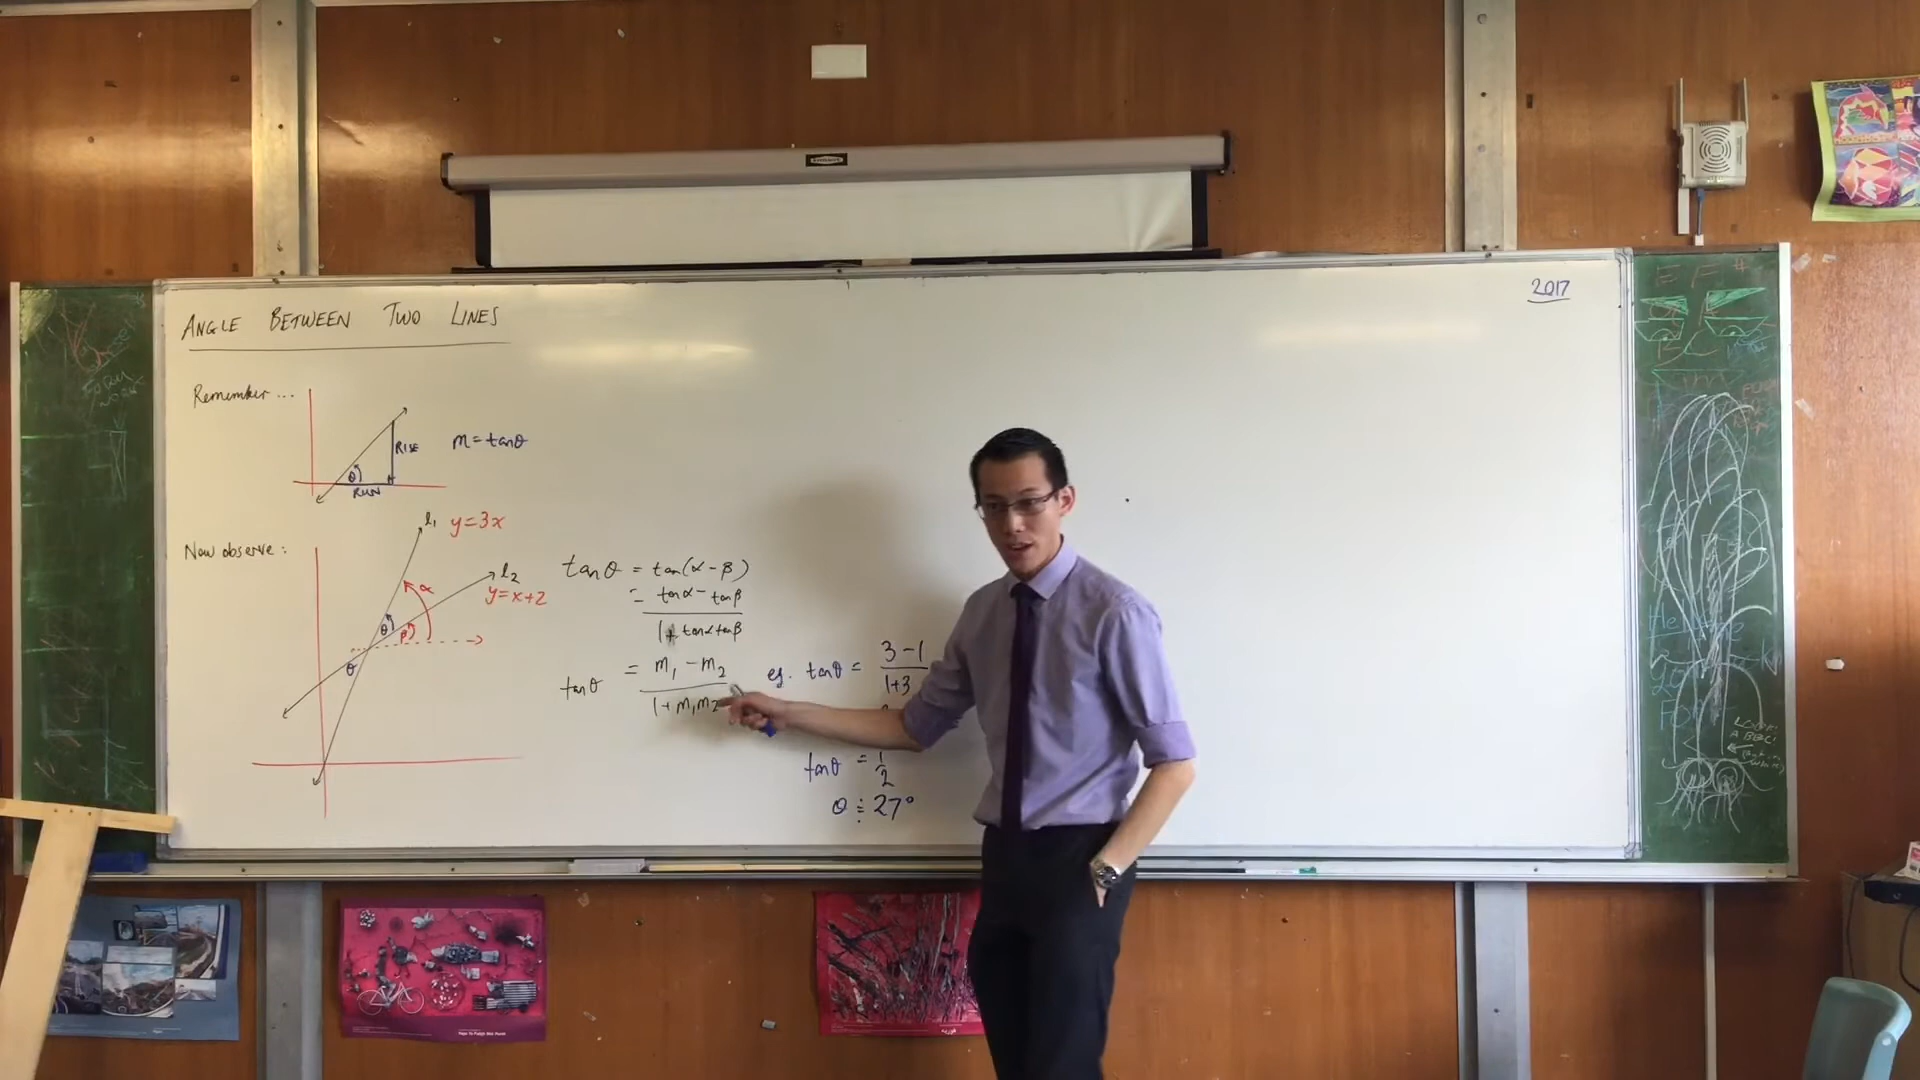 2017
ANGLE BETWEEN TWO LINES
Remember...
RISE
m = tanθ
θ
RUN
Now observe:
l₁ y=3x
l₂
y=x+2
α
θ
β
θ
tanθ = tan(α-β)
= tanα - tanβ
1+ tanα tanβ
tanθ = m₁ - m₂
1+m₁m₂
eg. tanθ = 3-1
1+3
tanθ = 1
2
θ ≑ 27°